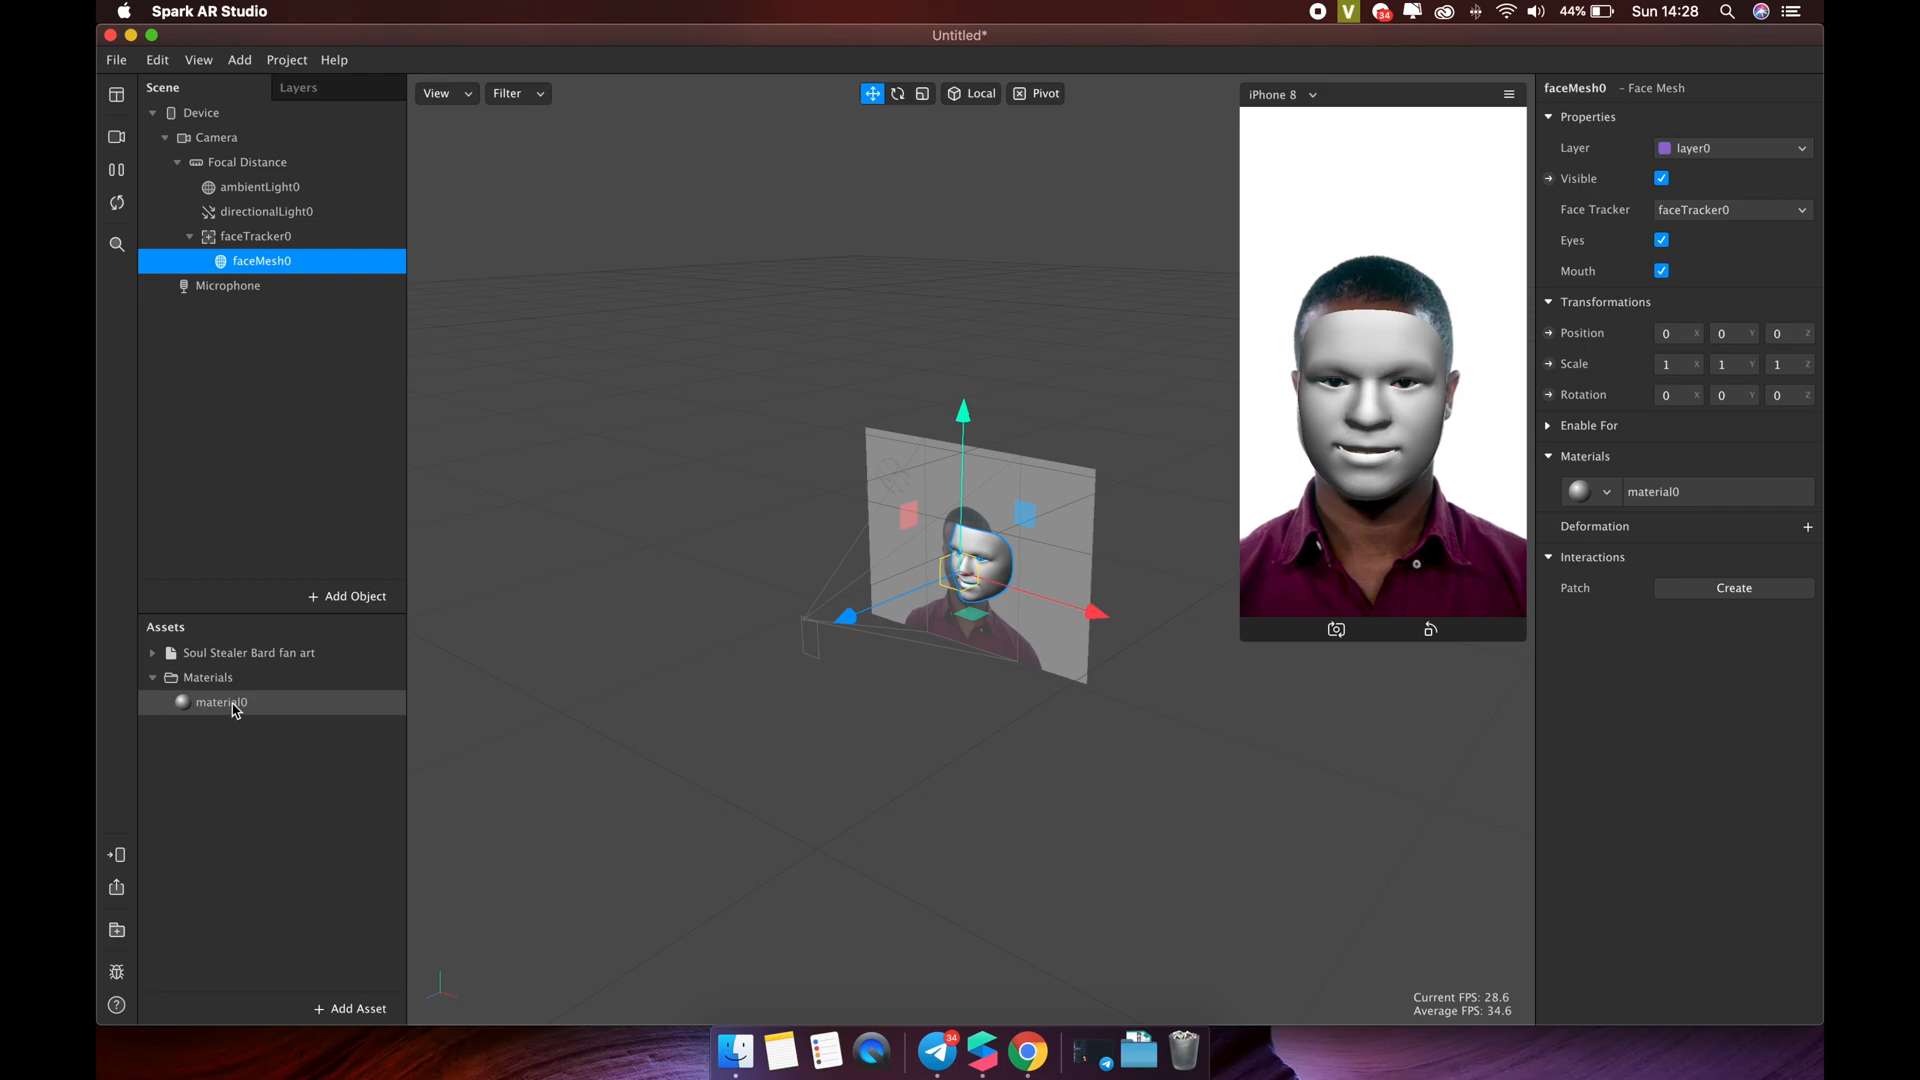 Spark AR Studio
V
34
44%
Sun 14:28
Untitled*
File Edit View Add Project Help
Scene
Layers
Device
Camera
Focal Distance
ambientLight0
directionalLight0
faceTracker0
faceMesh0
Microphone
+ Add Object
Assets
Soul Stealer Bard fan art
Materials
material0
+ Add Asset
View
Filter
Local
Pivot
iPhone 8
Current FPS: 28.6
Average FPS: 34.6
faceMesh0 - Face Mesh
Properties
Layer layer0
Visible
Face Tracker faceTracker0
Eyes
Mouth
Transformations
Position 0 X 0 Y 0 Z
Scale 1 X 1 Y 1 Z
Rotation 0 X 0 Y 0 Z
Enable For
Materials
material0
Deformation +
Interactions
Patch Create
34